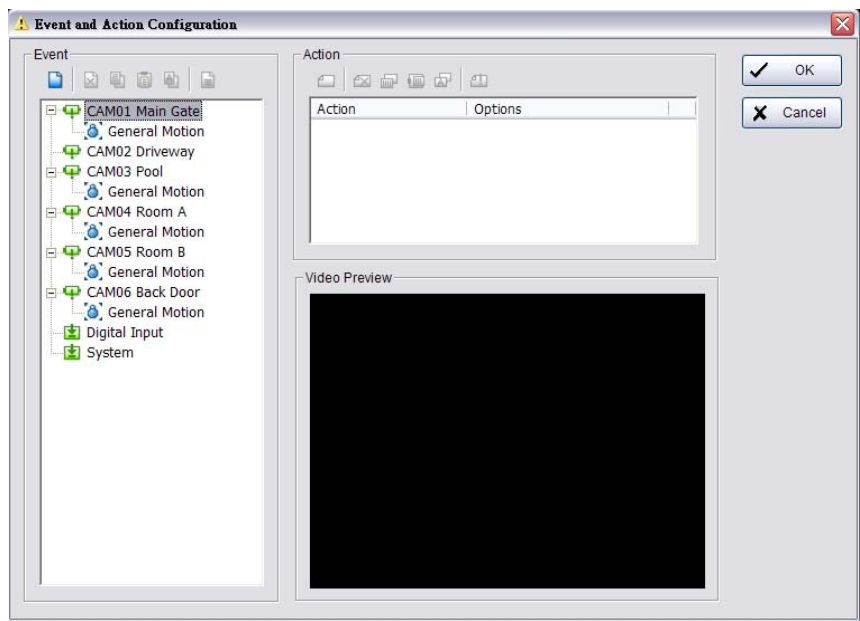 Event and Action Configuration
Event
CAM01 Main Gate
General Motion
CAM02 Driveway
CAM03 Pool
General Motion
CAM04 Room A
General Motion
CAM05 Room B
General Motion
CAM06 Back Door
General Motion
Digital Input
System
Action
Action Options
Video Preview
OK
Cancel